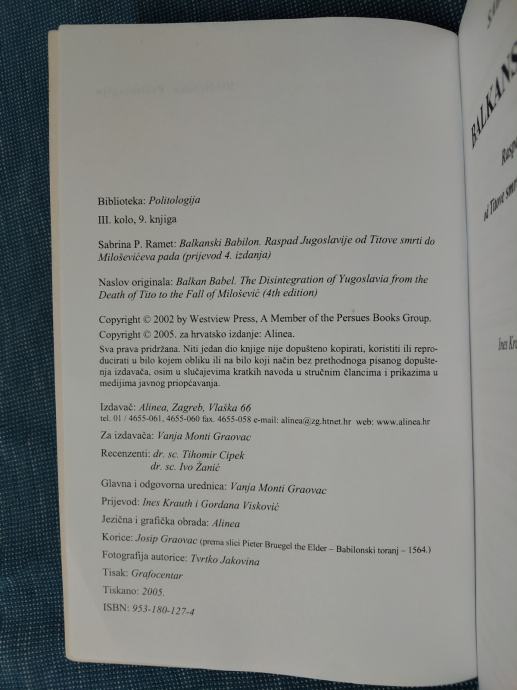 Biblioteka: Politologija
III. kolo, 9. knjiga
Sabrina P. Ramet: Balkanski Babilon. Raspad Jugoslavije od Titove smrti do
Miloševićeva pada (prijevod 4. izdanja)
Naslov originala: Balkan Babel. The Disintegration of Yugoslavia from the
Death of Tito to the Fall of Milošević (4th edition)
Copyright © 2002 by Westview Press, A Member of the Persues Books Group.
Copyright © 2005. za hrvatsko izdanje: Alinea.
Sva prava pridržana. Niti jedan dio knjige nije dopušteno kopirati, koristiti ili repro-
ducirati u bilo kojem obliku ili na bilo koji način bez prethodnoga pisanog dopušte-
nja izdavača, osim u slučajevima kratkih navoda u stručnim člancima i prikazima u
medijima javnog priopćavanja.
Izdavač: Alinea, Zagreb, Vlaška 66
tel. 01 / 4655-061, 4655-060 fax. 4655-058 e-mail: alinea@zg.htnet.hr web: www.alinea.hr
Za izdavača: Vanja Monti Graovac
Recenzenti: dr. sc. Tihomir Cipek
dr. sc. Ivo Žanić
Glavna i odgovorna urednica: Vanja Monti Graovac
Prijevod: Ines Krauth i Gordana Visković
Jezična i grafička obrada: Alinea
Korice: Josip Graovac (prema slici Pieter Bruegel the Elder – Babilonski toranj – 1564.)
Fotografija autorice: Tvrtko Jakovina
Tisak: Grafocentar
Tiskano: 2005.
ISBN: 953-180-127-4
BALKANS
Raspa
od Titove smrti
Ines Kr